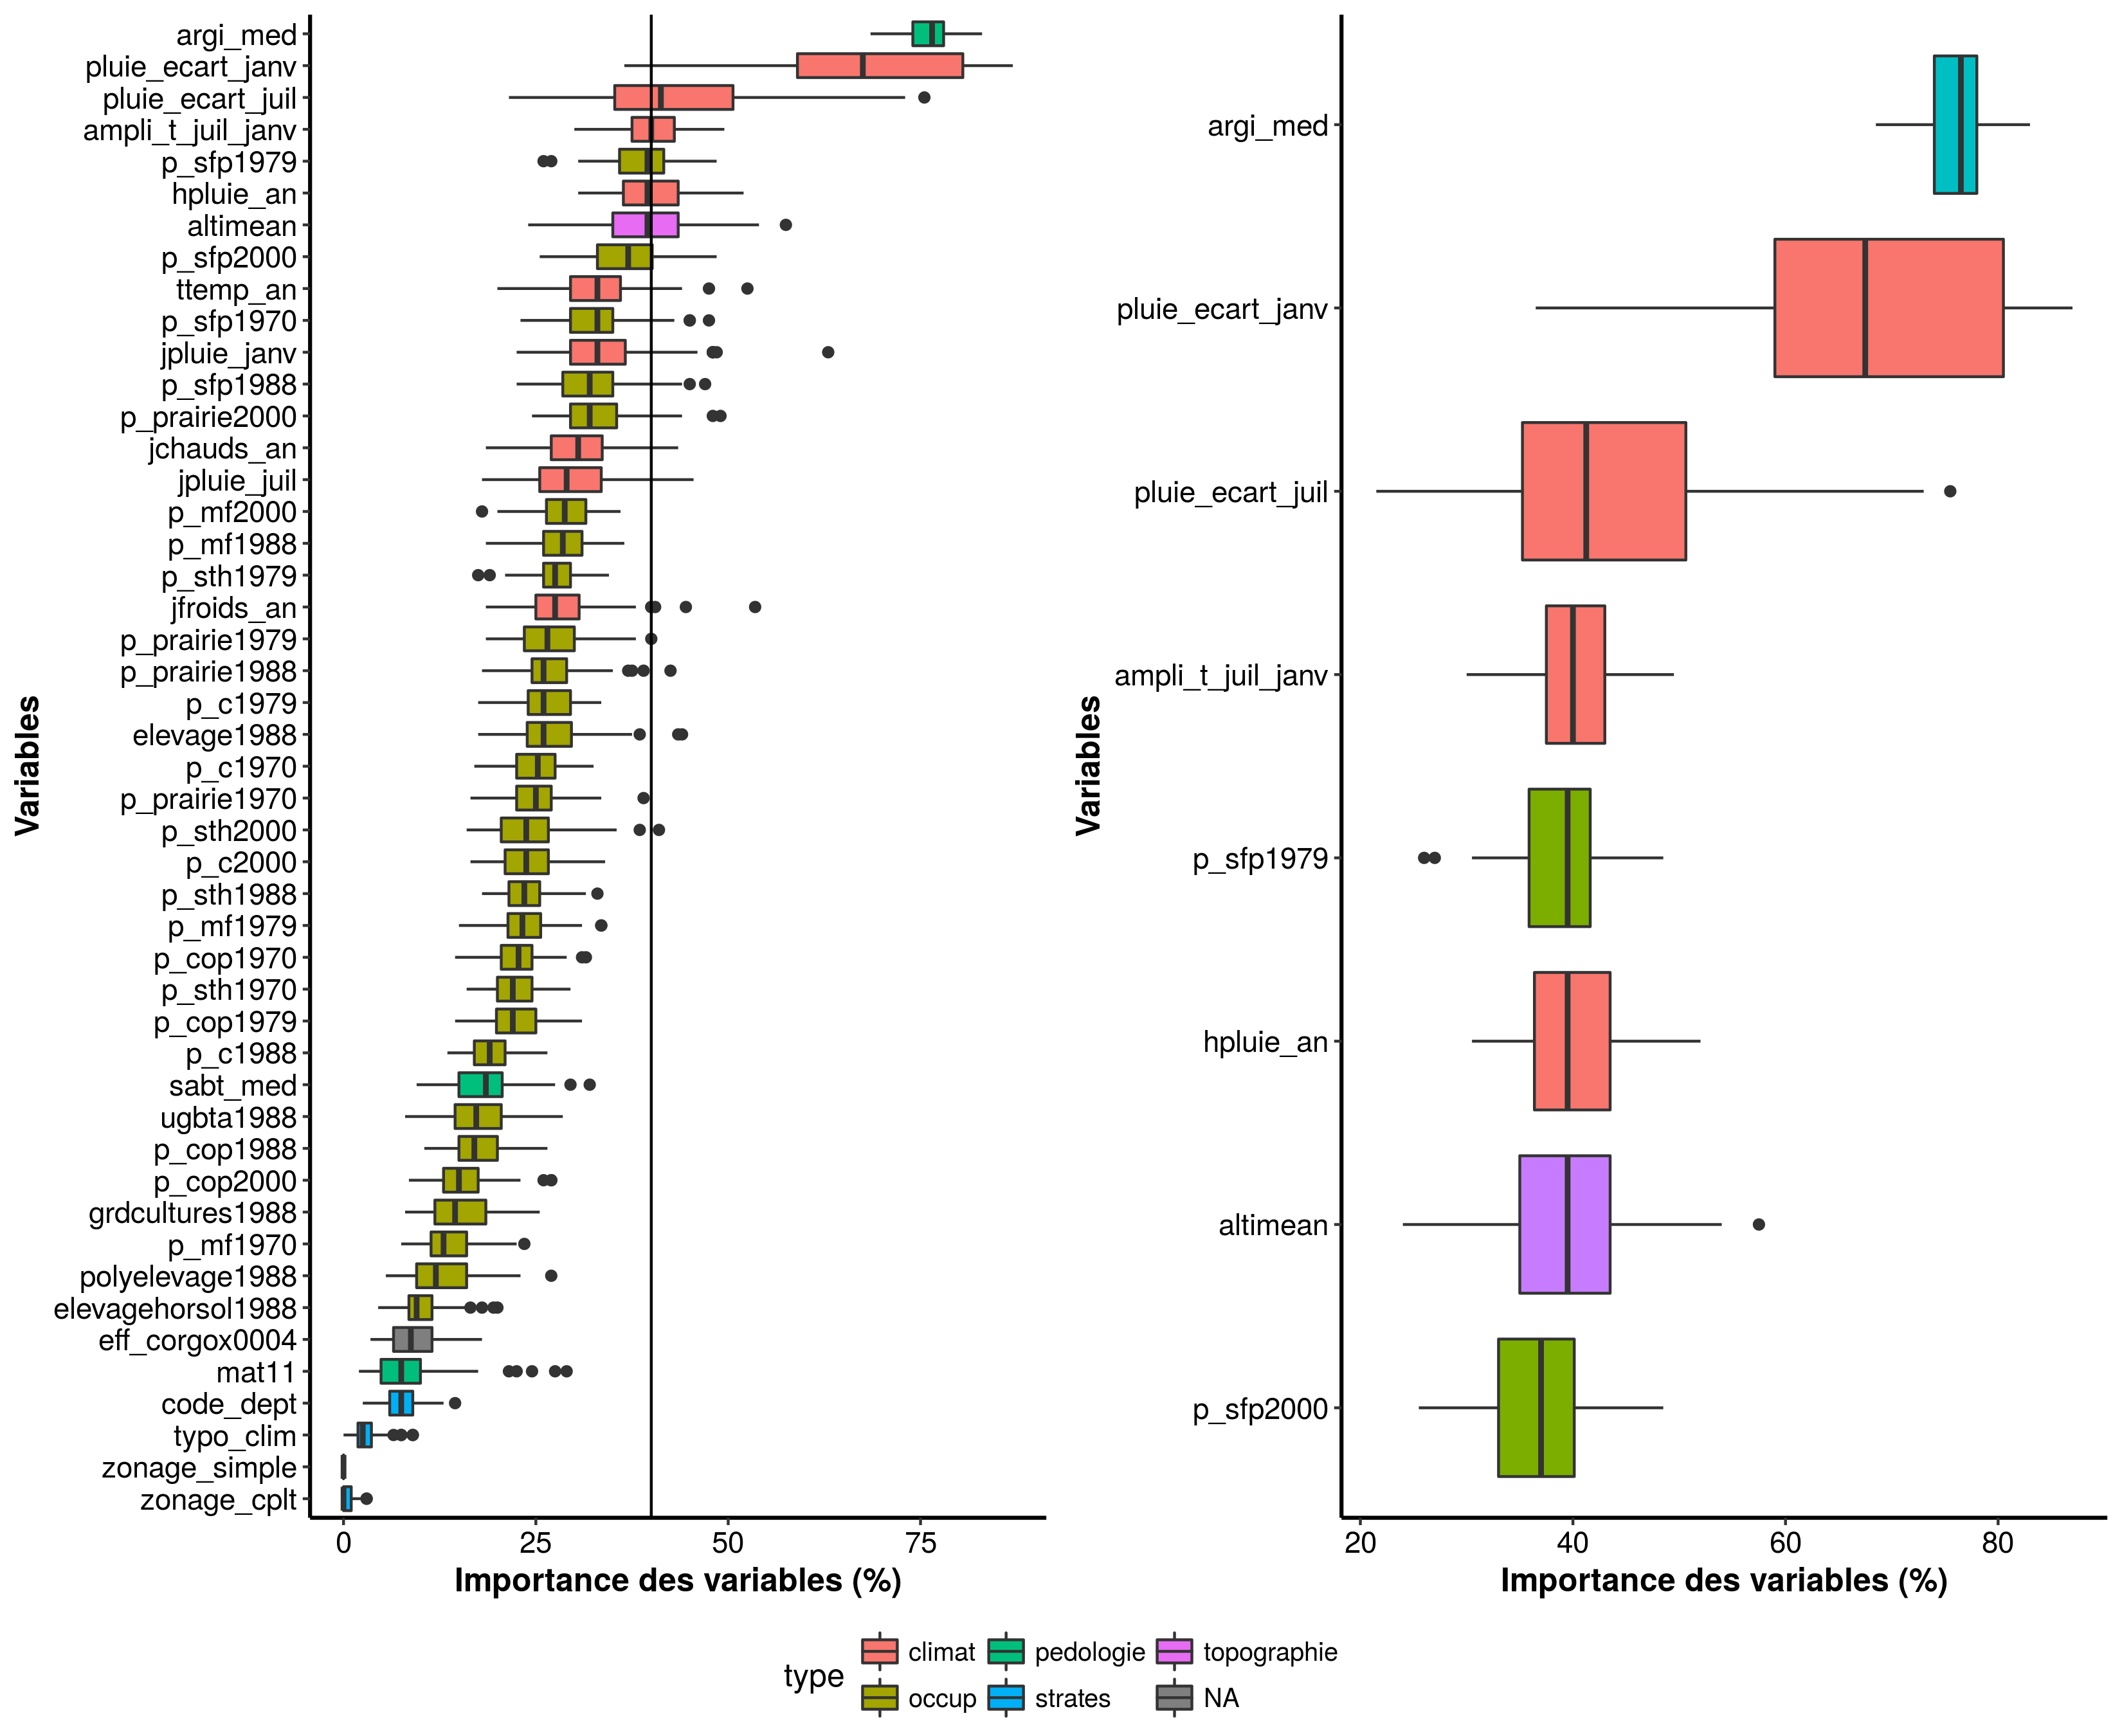 Variables
argi_med
pluie_ecart_janv
pluie_ecart_juil
ampli_t_juil_janv
p_sfp1979
hpluie_an
altimean
p_sfp2000
ttemp_an
p_sfp1970
jpluie_janv
p_sfp1988
p_prairie2000
jchauds_an
jpluie_juil
p_mf2000
p_mf1988
p_sth1979
jfroids_an
p_prairie1979
p_prairie1988
p_c1979
elevage1988
p_c1970
p_prairie1970
p_sth2000
p_c2000
p_sth1988
p_mf1979
p_cop1970
p_sth1970
p_cop1979
p_c1988
sabt_med
ugbta1988
p_cop1988
p_cop2000
grdcultures1988
p_mf1970
polyelevage1988
elevagehorsol1988
eff_corgox0004
mat11
code_dept
typo_clim
zonage_simple
zonage_cplt
0 25 50 75
Importance des variables (%)
Variables
argi_med
pluie_ecart_janv
pluie_ecart_juil
ampli_t_juil_janv
p_sfp1979
hpluie_an
altimean
p_sfp2000
20 40 60 80
Importance des variables (%)
type
climat pedologie topographie
occup strates NA